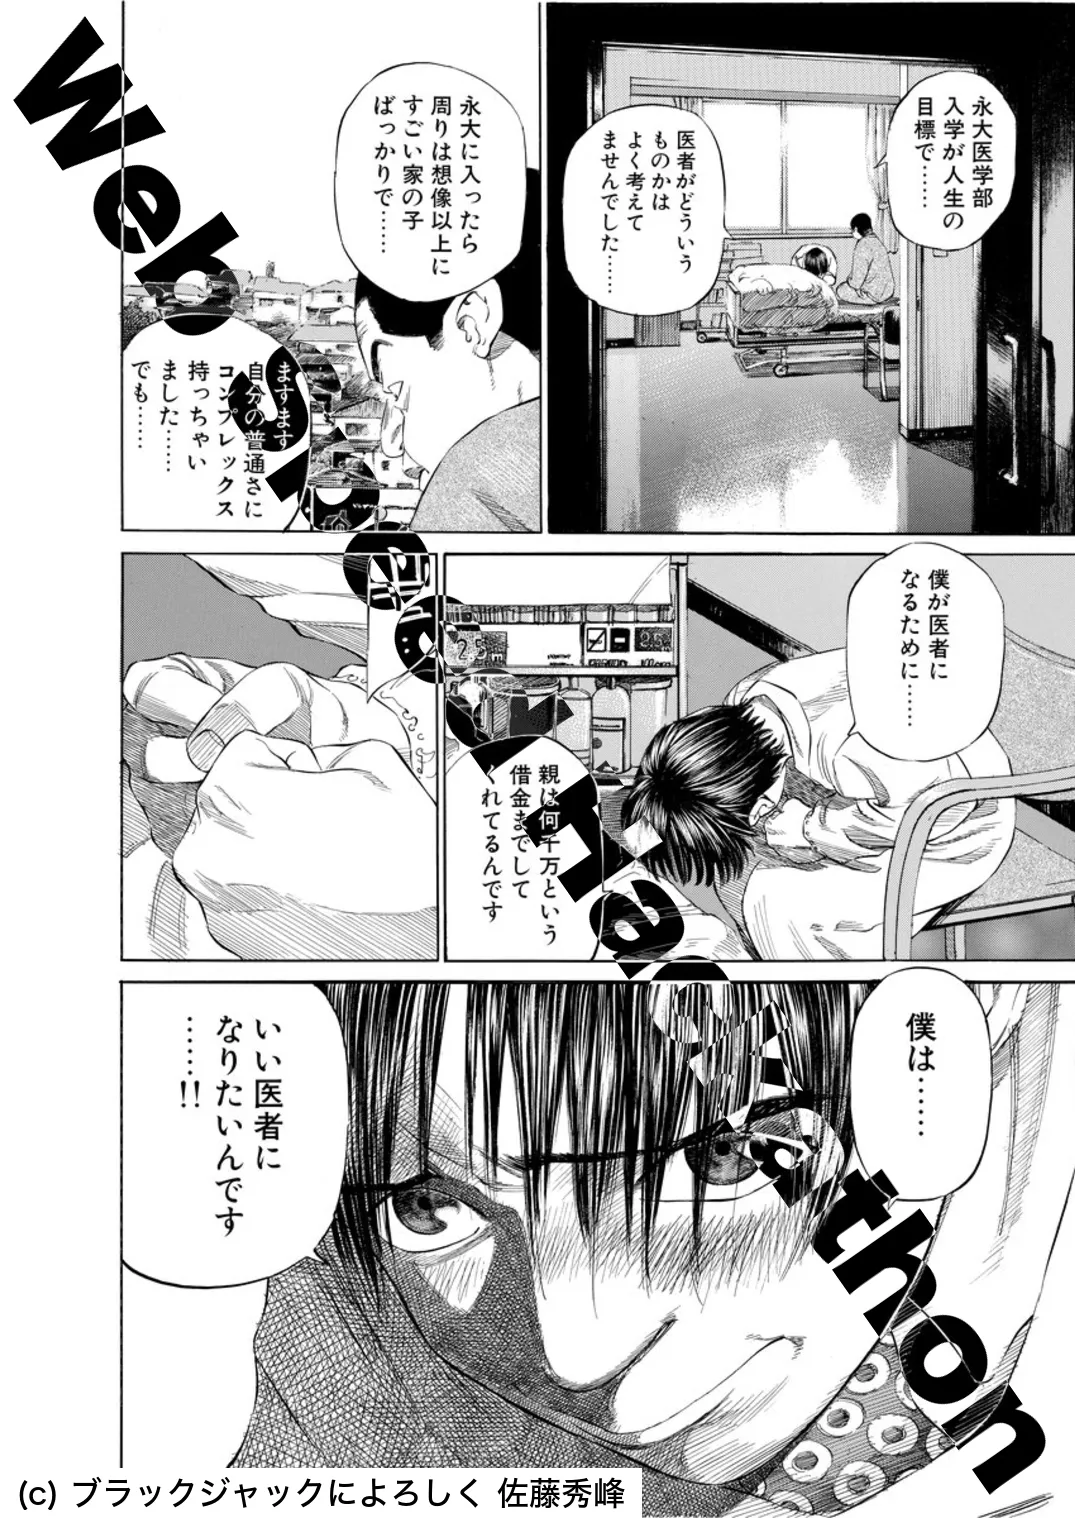 永大医学部
入学が人生の
目標で……
医者がどういう
ものかは
よく考えて
ませんでした……
永大に入ったら
周りは想像以上に
すごい家の子
ばっかりで……
ますます
自分の普通さに
コンプレックス
持っちゃい
ました……
でも……
僕が医者に
なるために……
2.5m
親は何千万という
借金までして
くれてるんです
僕は……
いい医者に
なりたいんです
……!!
Web Speed Hackathon
(c) ブラックジャックによろしく 佐藤秀峰